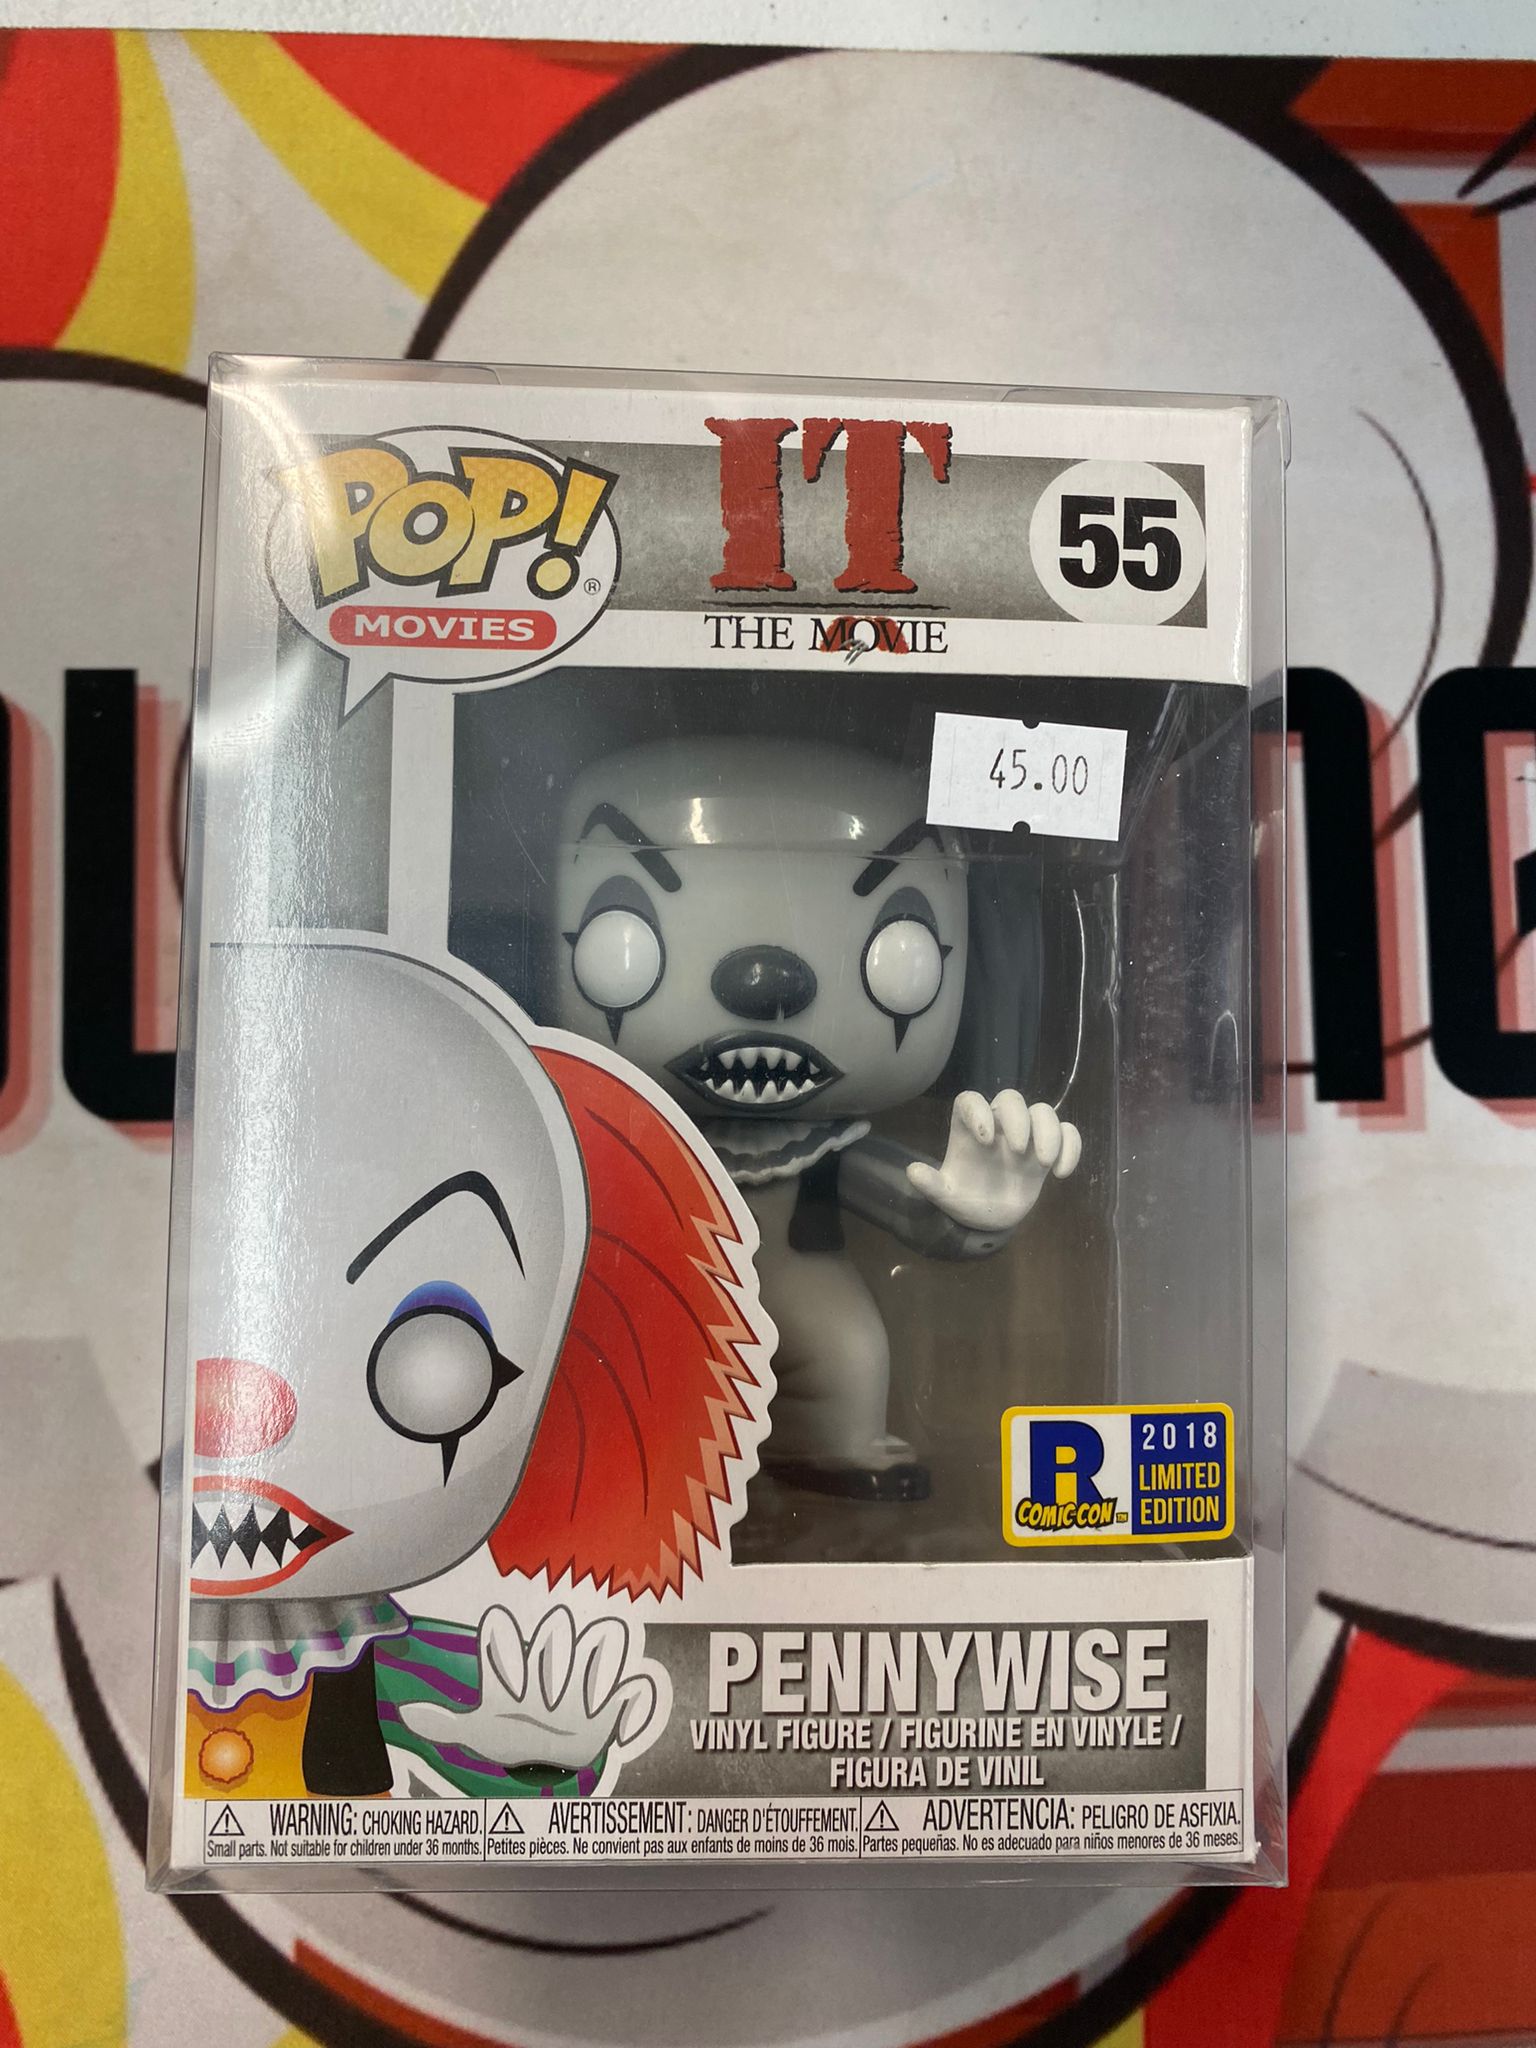 POP!®
MOVIES
IT
THE MOVIE
55
45.00
R
COMIC-CON™
2018
LIMITED
EDITION
PENNYWISE
VINYL FIGURE / FIGURINE EN VINYLE /
FIGURA DE VINIL
WARNING: CHOKING HAZARD.
Small parts. Not suitable for children under 36 months.
AVERTISSEMENT: DANGER D'ÉTOUFFEMENT.
Petites pièces. Ne convient pas aux enfants de moins de 36 mois.
ADVERTENCIA: PELIGRO DE ASFIXIA.
Partes pequeñas. No es adecuado para niños menores de 36 meses.